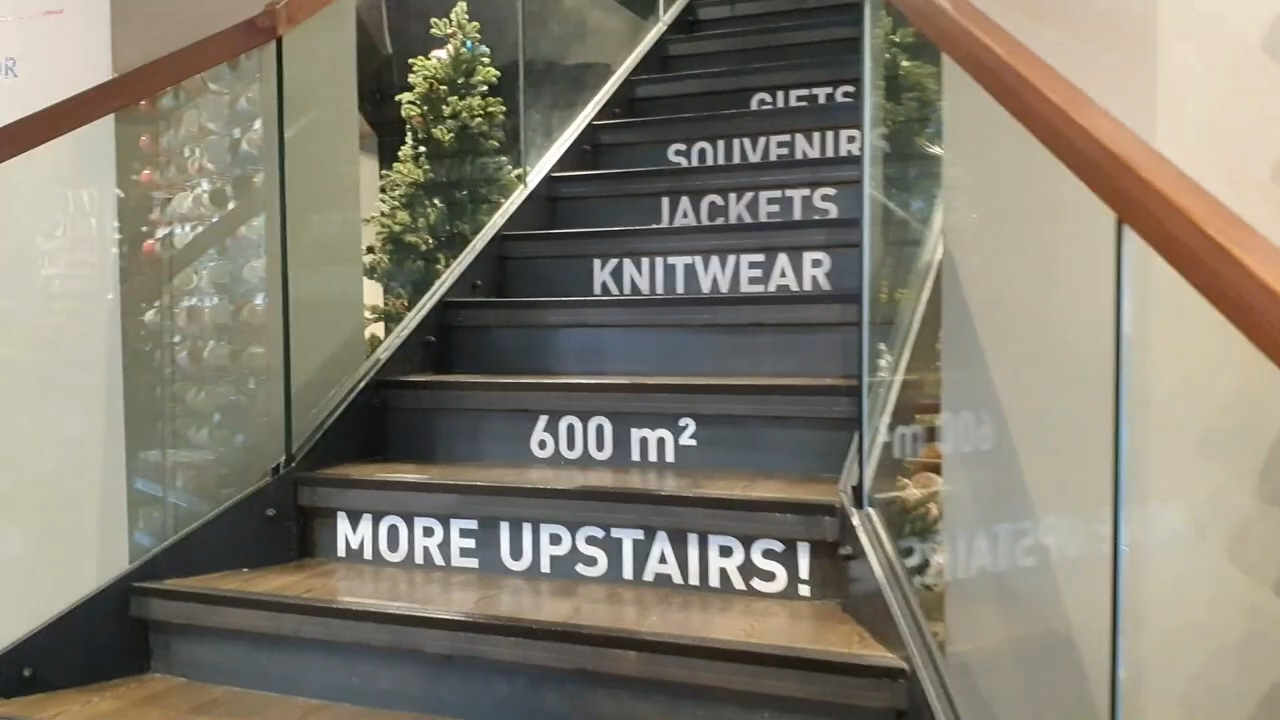 GIFTS
SOUVENIR
JACKETS
KNITWEAR
600 m²
MORE UPSTAIRS!